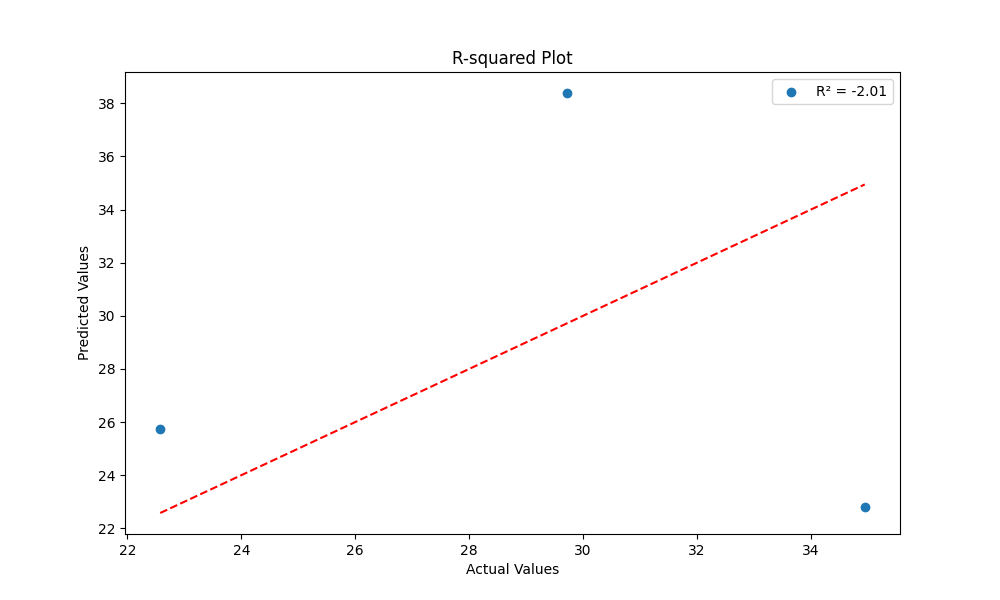 R-squared Plot
R² = -2.01
38
36
34
32
30
28
26
24
22
Predicted Values
22 24 26 28 30 32 34
Actual Values